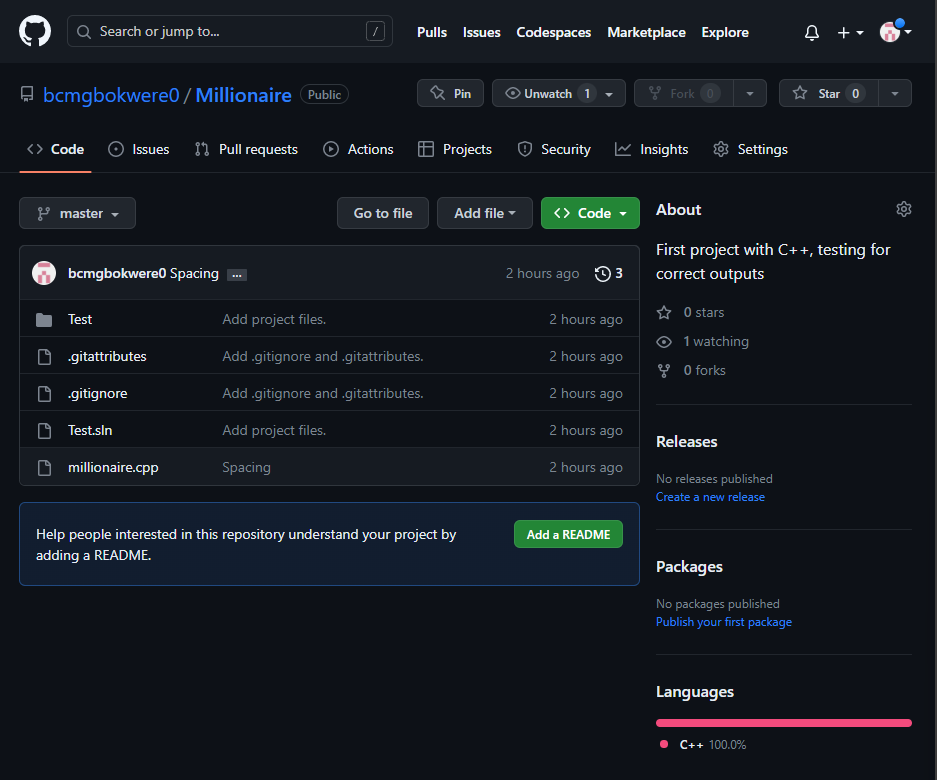 Search or jump to... / Pulls Issues Codespaces Marketplace Explore
bcmgbokwere0 / Millionaire Public Pin Unwatch 1 Fork 0 Star 0
Code Issues Pull requests Actions Projects Security Insights Settings
master Go to file Add file Code
bcmgbokwere0 Spacing ... 2 hours ago 3
Test Add project files. 2 hours ago
.gitattributes Add .gitignore and .gitattributes. 2 hours ago
.gitignore Add .gitignore and .gitattributes. 2 hours ago
Test.sln Add project files. 2 hours ago
millionaire.cpp Spacing 2 hours ago
Help people interested in this repository understand your project by
adding a README.
Add a README
About
First project with C++, testing for
correct outputs
0 stars
1 watching
0 forks
Releases
No releases published
Create a new release
Packages
No packages published
Publish your first package
Languages
C++ 100.0%